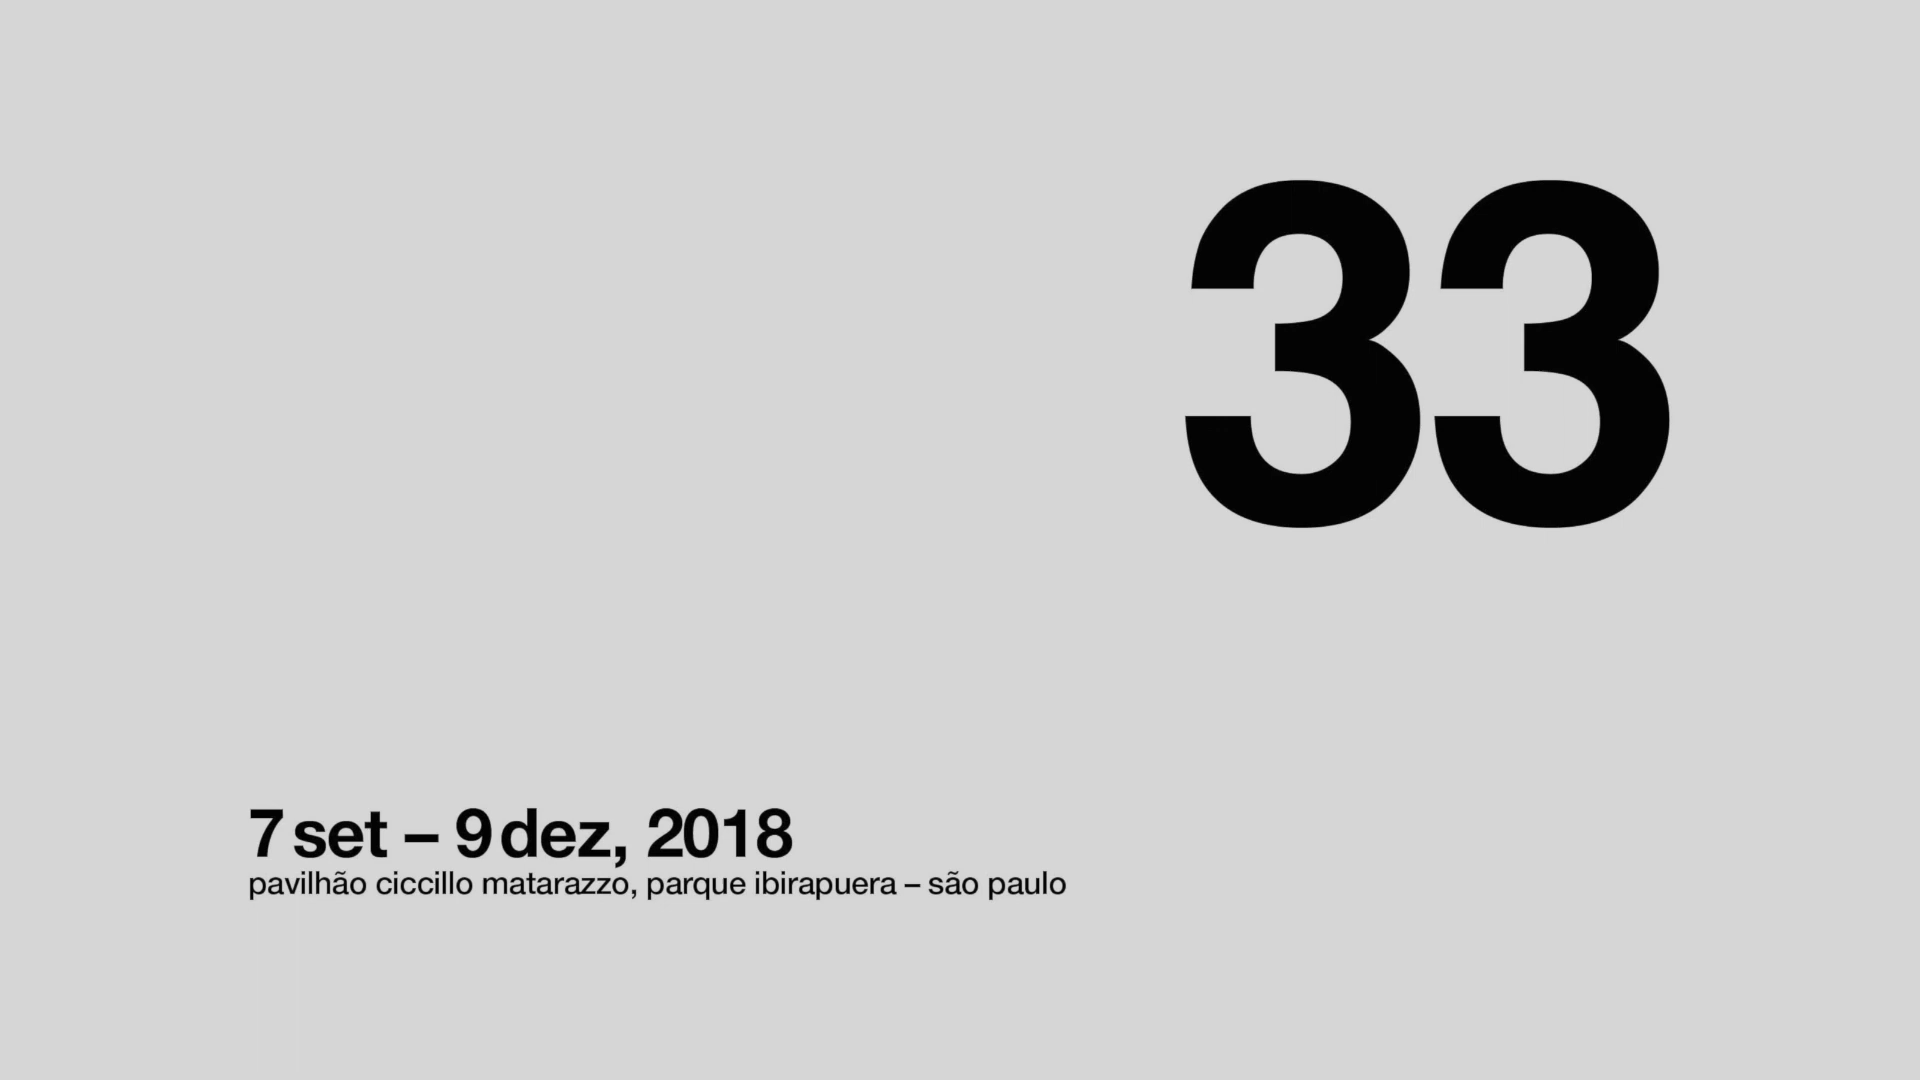 33
7 set – 9 dez, 2018
pavilhão ciccillo matarazzo, parque ibirapuera – são paulo